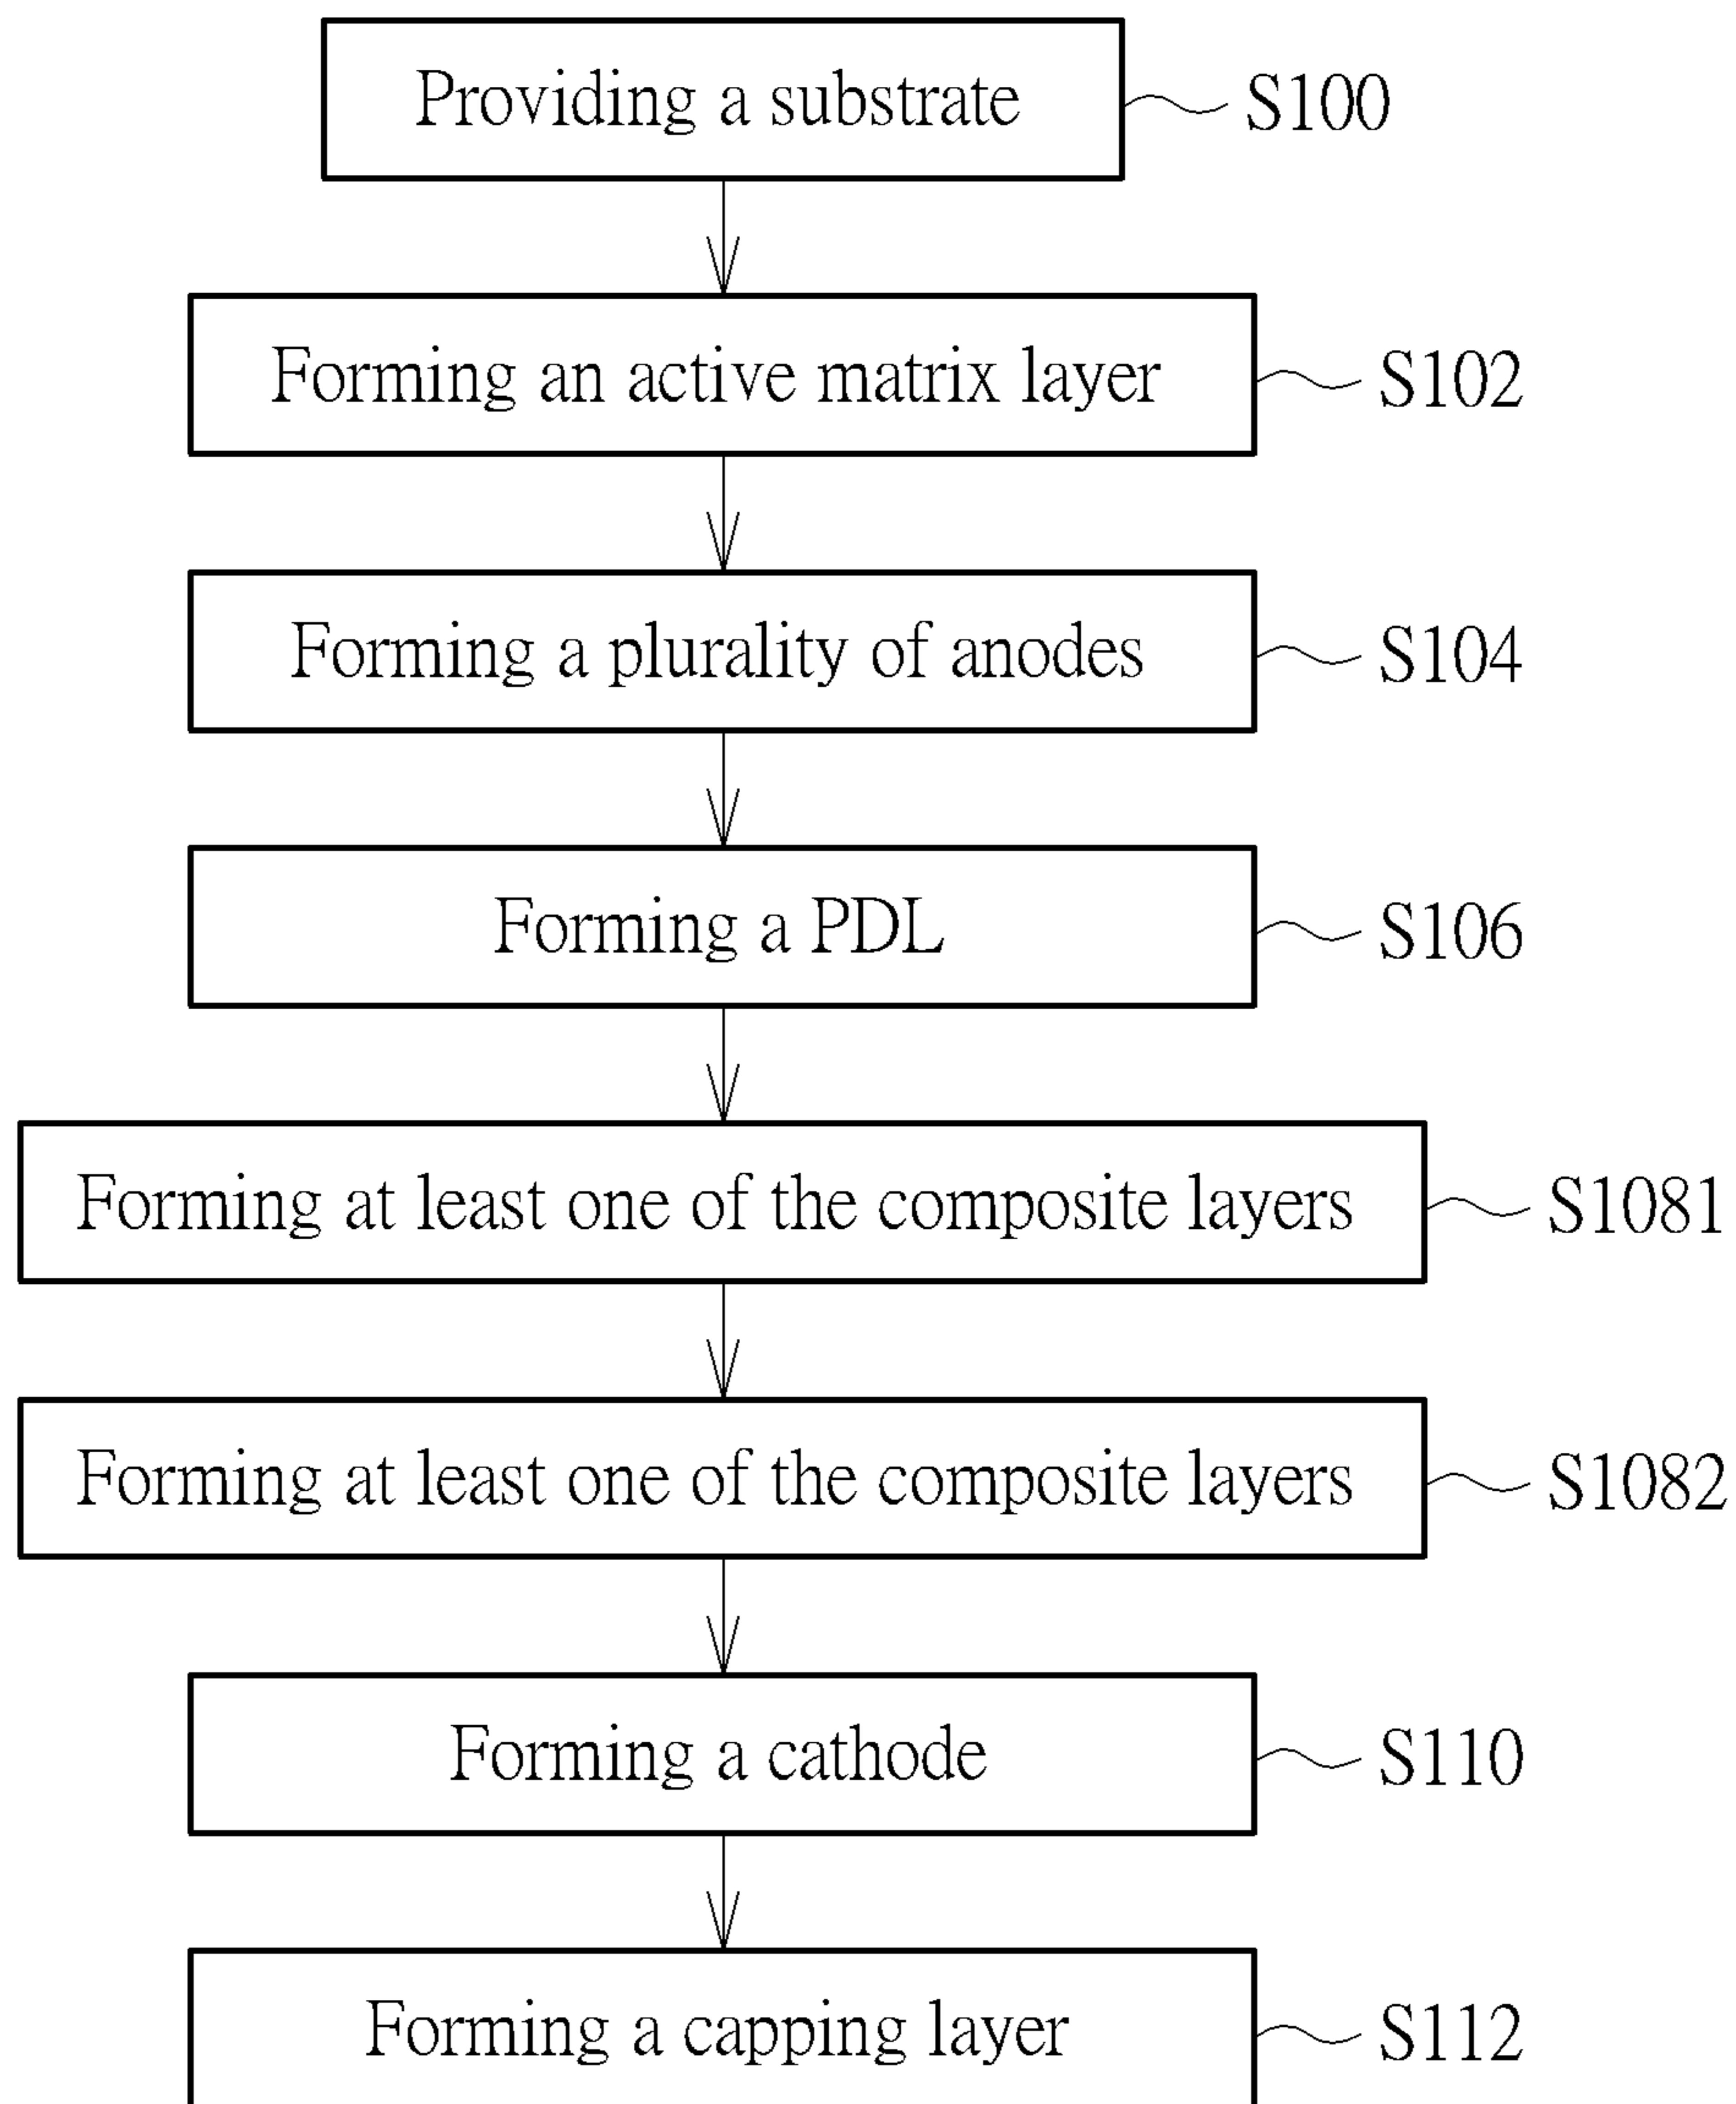 Providing a substrate S100
Forming an active matrix layer S102
Forming a plurality of anodes S104
Forming a PDL S106
Forming at least one of the composite layers S1081
Forming at least one of the composite layers S1082
Forming a cathode S110
Forming a capping layer S112